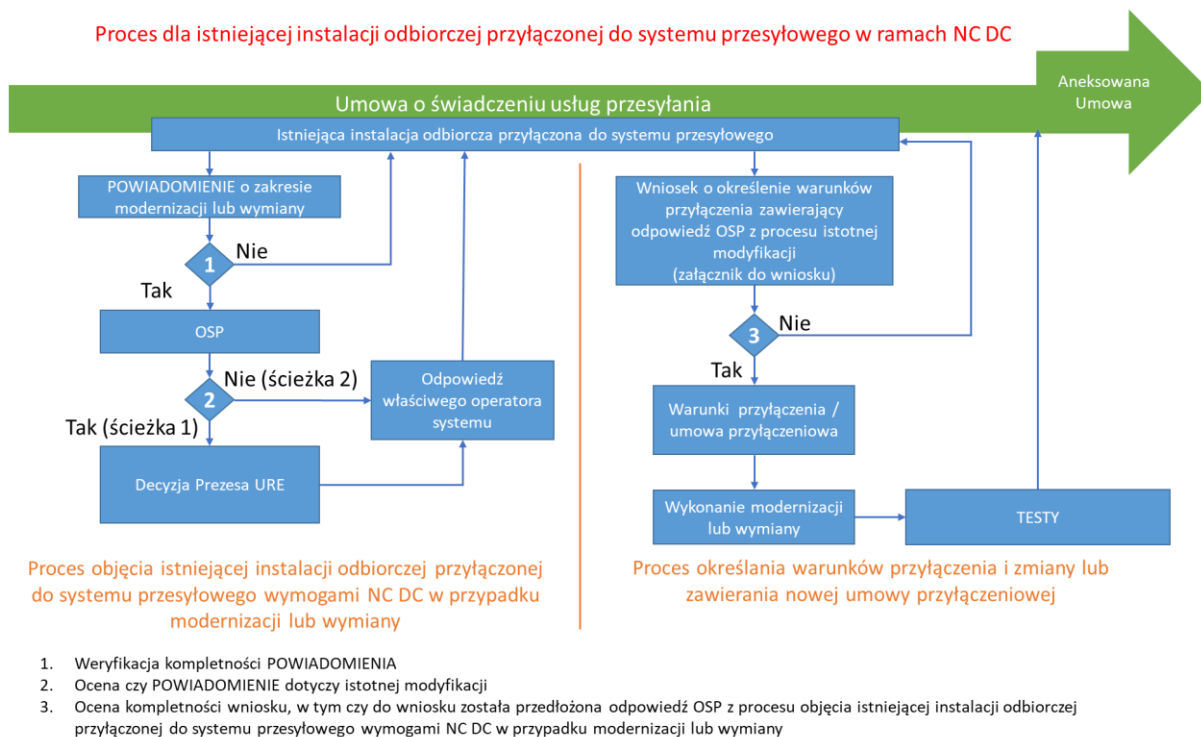 Proces dla istniejącej instalacji odbiorczej przyłączonej do systemu przesyłowego w ramach NC DC
Aneksowana
Umowa
Umowa o świadczeniu usług przesyłania
Istniejąca instalacja odbiorcza przyłączona do systemu przesyłowego
POWIADOMIENIE o zakresie
modernizacji lub wymiany
1
Nie
Tak
OSP
2
Nie (ścieżka 2)
Tak (ścieżka 1)
Odpowiedź
właściwego operatora
systemu
Decyzja Prezesa URE
Proces objęcia istniejącej instalacji odbiorczej przyłączonej
do systemu przesyłowego wymogami NC DC w przypadku
modernizacji lub wymiany
Wniosek o określenie warunków
przyłączenia zawierający
odpowiedź OSP z procesu istotnej
modyfikacji
(załącznik do wniosku)
3
Nie
Tak
Warunki przyłączenia /
umowa przyłączeniowa
Wykonanie modernizacji
lub wymiany
TESTY
Proces określania warunków przyłączenia i zmiany lub
zawierania nowej umowy przyłączeniowej
1. Weryfikacja kompletności POWIADOMIENIA
2. Ocena czy POWIADOMIENIE dotyczy istotnej modyfikacji
3. Ocena kompletności wniosku, w tym czy do wniosku została przedłożona odpowiedź OSP z procesu objęcia istniejącej instalacji odbiorczej
przyłączonej do systemu przesyłowego wymogami NC DC w przypadku modernizacji lub wymiany